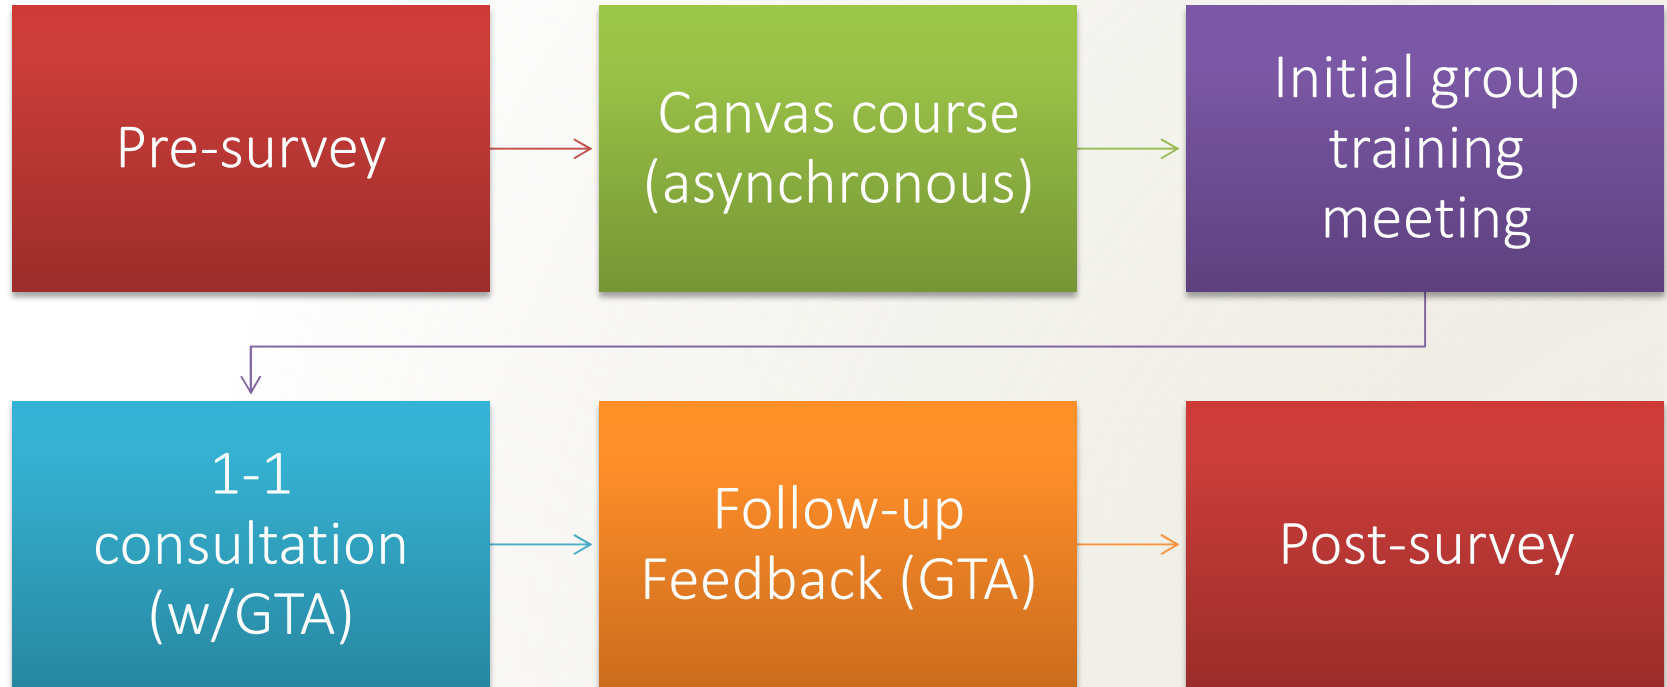 Pre-survey
Canvas course
(asynchronous)
Initial group
training
meeting
1-1
consultation
(w/GTA)
Follow-up
Feedback (GTA)
Post-survey